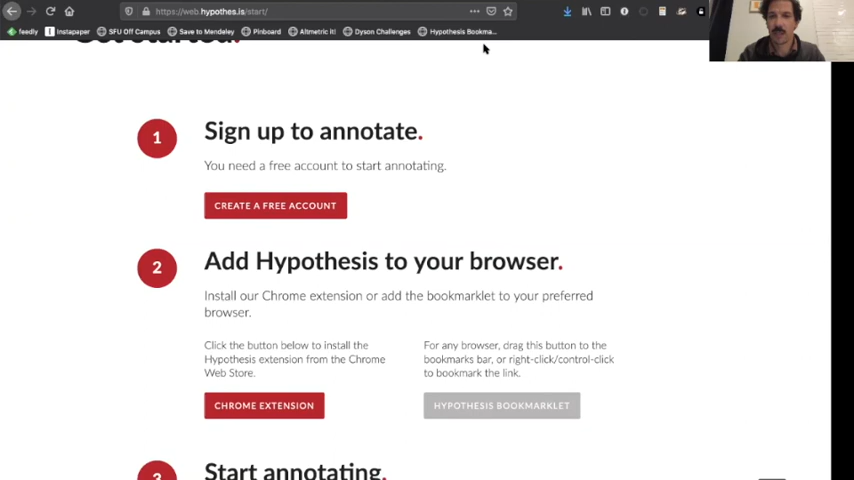 https://web.hypothes.is/start/
feedly Instapaper SFU Off Campus Save to Mendeley Pinboard Altmetric it! Dyson Challenges Hypothesis Bookma...
Get started.
1
Sign up to annotate.
You need a free account to start annotating.
CREATE A FREE ACCOUNT
2
Add Hypothesis to your browser.
Install our Chrome extension or add the bookmarklet to your preferred
browser.
Click the button below to install the
Hypothesis extension from the Chrome
Web Store.
CHROME EXTENSION
For any browser, drag this button to the
bookmarks bar, or right-click/control-click
to bookmark the link.
HYPOTHESIS BOOKMARKLET
3
Start annotating.